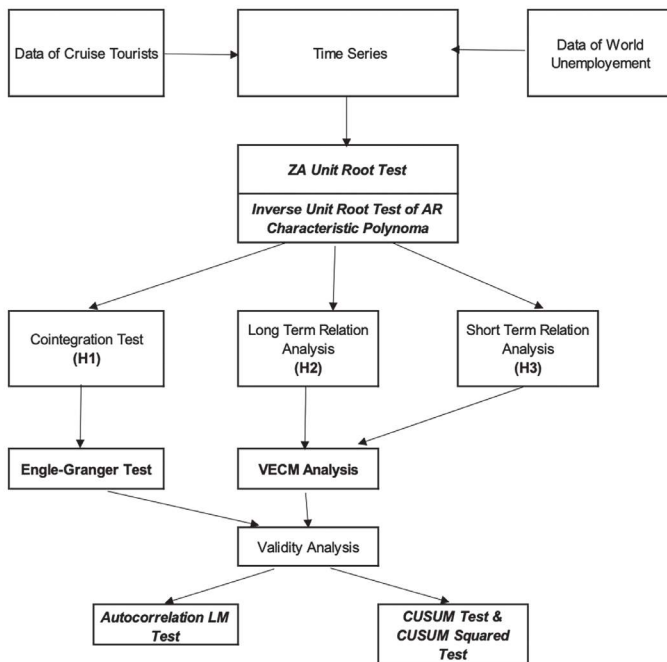 Data of Cruise Tourists
Time Series
Data of World
Unemployement
ZA Unit Root Test
Inverse Unit Root Test of AR
Characteristic Polynoma
Cointegration Test
(H1)
Long Term Relation
Analysis
(H2)
Short Term Relation
Analysis
(H3)
Engle-Granger Test
VECM Analysis
Validity Analysis
Autocorrelation LM
Test
CUSUM Test &
CUSUM Squared
Test